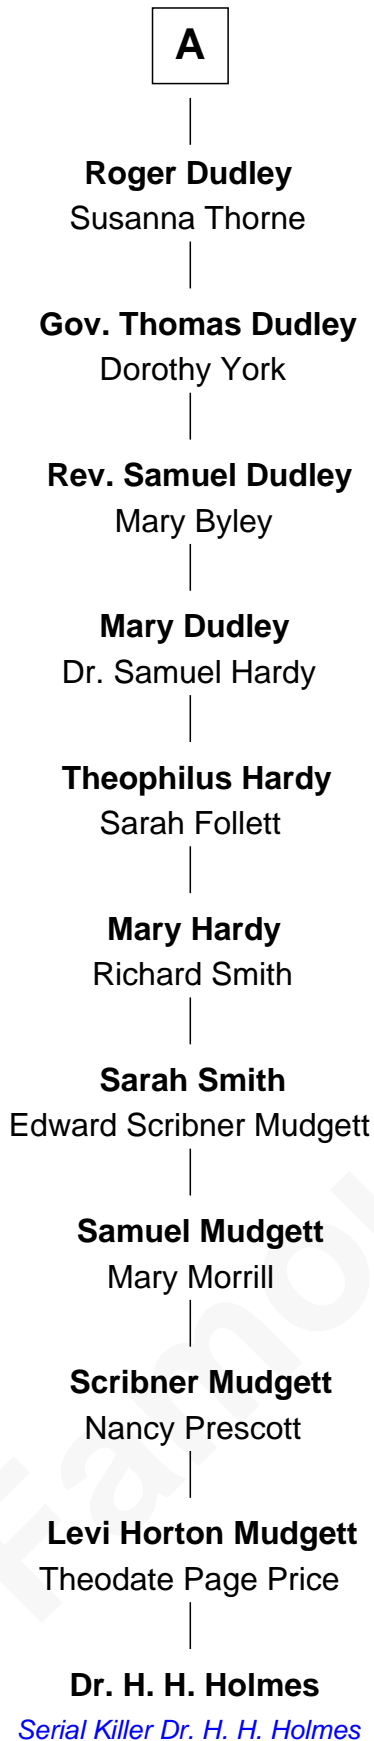 A
Roger Dudley
Susanna Thorne
Gov. Thomas Dudley
Dorothy York
Rev. Samuel Dudley
Mary Byley
Mary Dudley
Dr. Samuel Hardy
Theophilus Hardy
Sarah Follett
Mary Hardy
Richard Smith
Sarah Smith
Edward Scribner Mudgett
Samuel Mudgett
Mary Morrill
Scribner Mudgett
Nancy Prescott
Levi Horton Mudgett
Theodate Page Price
Dr. H. H. Holmes
Serial Killer Dr. H. H. Holmes
Famou